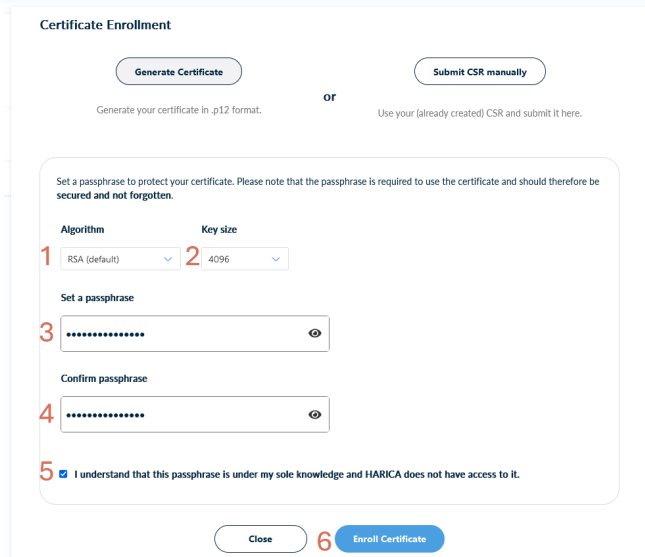 Certificate Enrollment
Generate Certificate
Submit CSR manually
or
Generate your certificate in .p12 format.
Use your (already created) CSR and submit it here.
Set a passphrase to protect your certificate. Please note that the passphrase is required to use the certificate and should therefore be
secured and not forgotten.
Algorithm
Key size
1
RSA (default)
2
4096
Set a passphrase
3
•••••••••••••••
Confirm passphrase
4
•••••••••••••••
5
I understand that this passphrase is under my sole knowledge and HARICA does not have access to it.
Close
6
Enroll Certificate